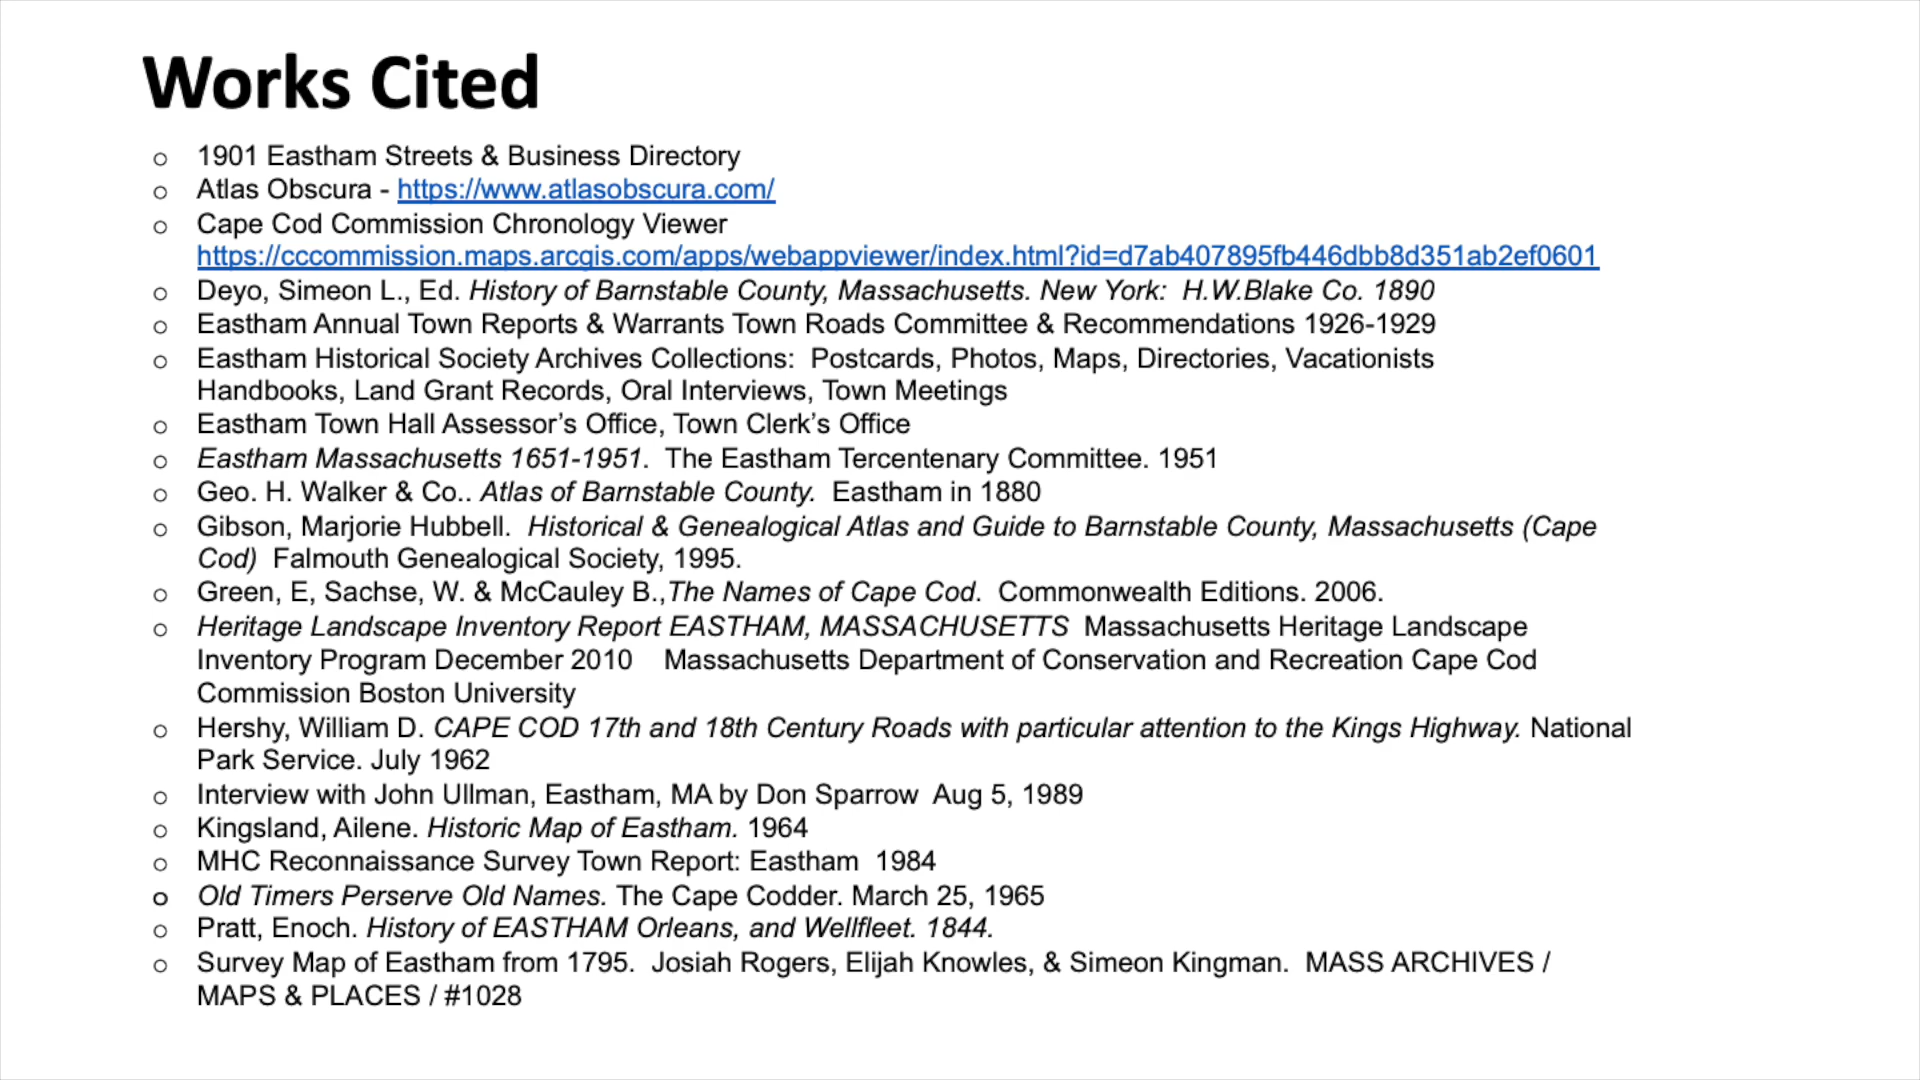 Works Cited
○ 1901 Eastham Streets & Business Directory
○ Atlas Obscura - https://www.atlasobscura.com/
○ Cape Cod Commission Chronology Viewer
https://cccommission.maps.arcgis.com/apps/webappviewer/index.html?id=d7ab407895fb446dbb8d351ab2ef0601
○ Deyo, Simeon L., Ed. History of Barnstable County, Massachusetts. New York:  H.W.Blake Co. 1890
○ Eastham Annual Town Reports & Warrants Town Roads Committee & Recommendations 1926-1929
○ Eastham Historical Society Archives Collections:  Postcards, Photos, Maps, Directories, Vacationists
Handbooks, Land Grant Records, Oral Interviews, Town Meetings
○ Eastham Town Hall Assessor’s Office, Town Clerk’s Office
○ Eastham Massachusetts 1651-1951.  The Eastham Tercentenary Committee. 1951
○ Geo. H. Walker & Co.. Atlas of Barnstable County.  Eastham in 1880
○ Gibson, Marjorie Hubbell.  Historical & Genealogical Atlas and Guide to Barnstable County, Massachusetts (Cape
Cod)  Falmouth Genealogical Society, 1995.
○ Green, E, Sachse, W. & McCauley B.,The Names of Cape Cod.  Commonwealth Editions. 2006.
○ Heritage Landscape Inventory Report EASTHAM, MASSACHUSETTS  Massachusetts Heritage Landscape
Inventory Program December 2010    Massachusetts Department of Conservation and Recreation Cape Cod
Commission Boston University
○ Hershy, William D. CAPE COD 17th and 18th Century Roads with particular attention to the Kings Highway. National
Park Service. July 1962
○ Interview with John Ullman, Eastham, MA by Don Sparrow  Aug 5, 1989
○ Kingsland, Ailene. Historic Map of Eastham. 1964
○ MHC Reconnaissance Survey Town Report: Eastham  1984
○ Old Timers Perserve Old Names. The Cape Codder. March 25, 1965
○ Pratt, Enoch. History of EASTHAM Orleans, and Wellfleet. 1844.
○ Survey Map of Eastham from 1795.  Josiah Rogers, Elijah Knowles, & Simeon Kingman.  MASS ARCHIVES /
MAPS & PLACES / #1028